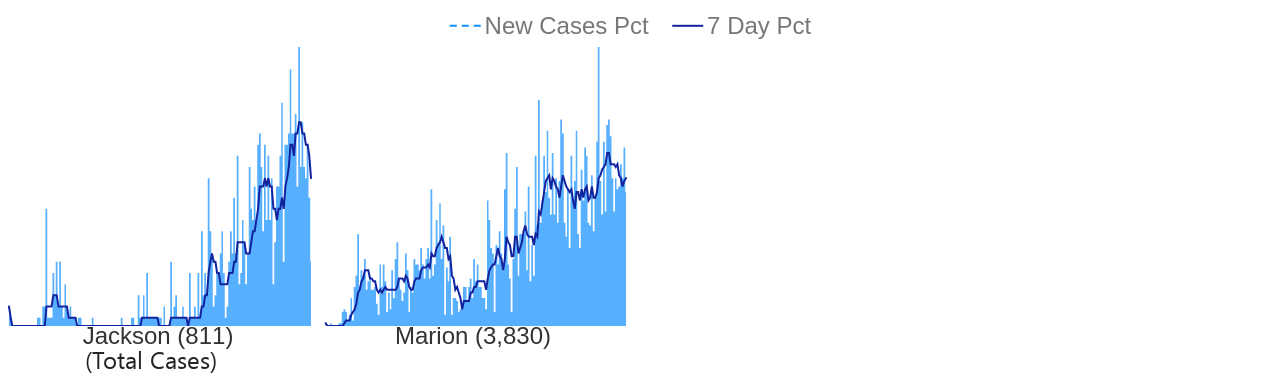 New Cases Pct 7 Day Pct
Jackson (811) Marion (3,830)
(Total Cases)